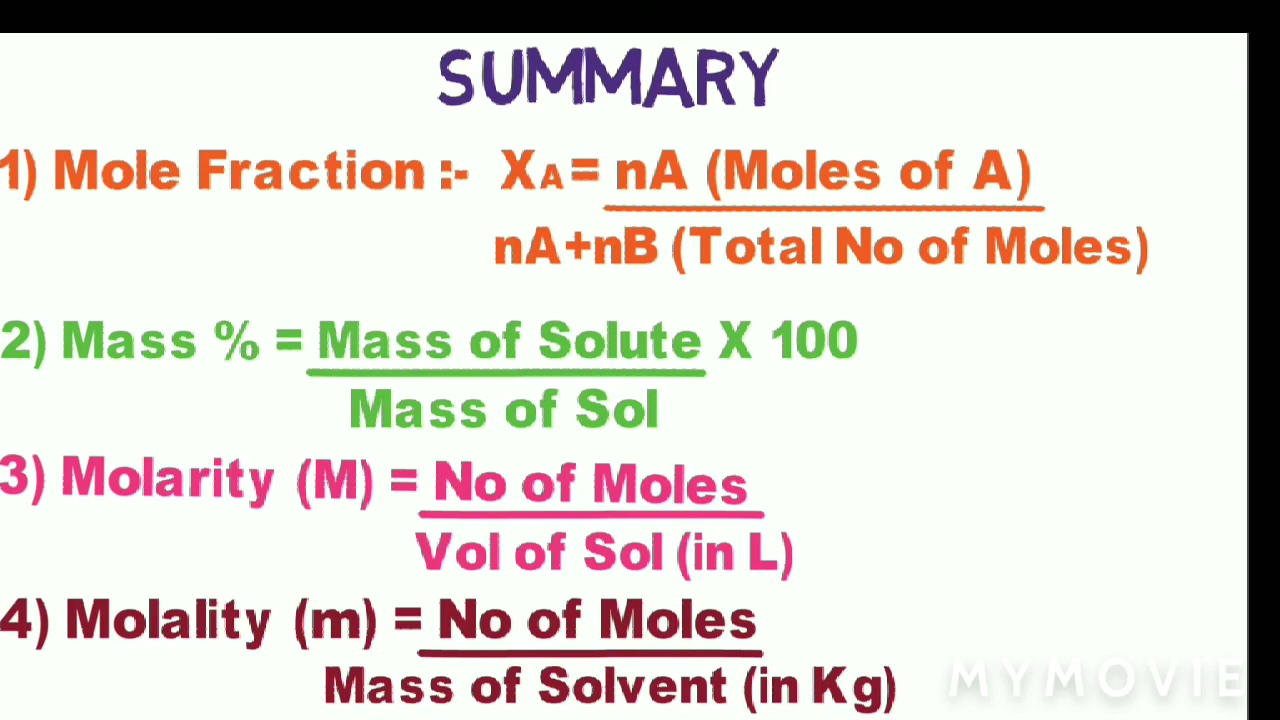 SUMMARY
1) Mole Fraction :- XA = nA (Moles of A)
nA+nB (Total No of Moles)
2) Mass % = Mass of Solute X 100
Mass of Sol
3) Molarity (M) = No of Moles
Vol of Sol (in L)
4) Molality (m) = No of Moles
Mass of Solvent (in Kg)
MYMOVIE